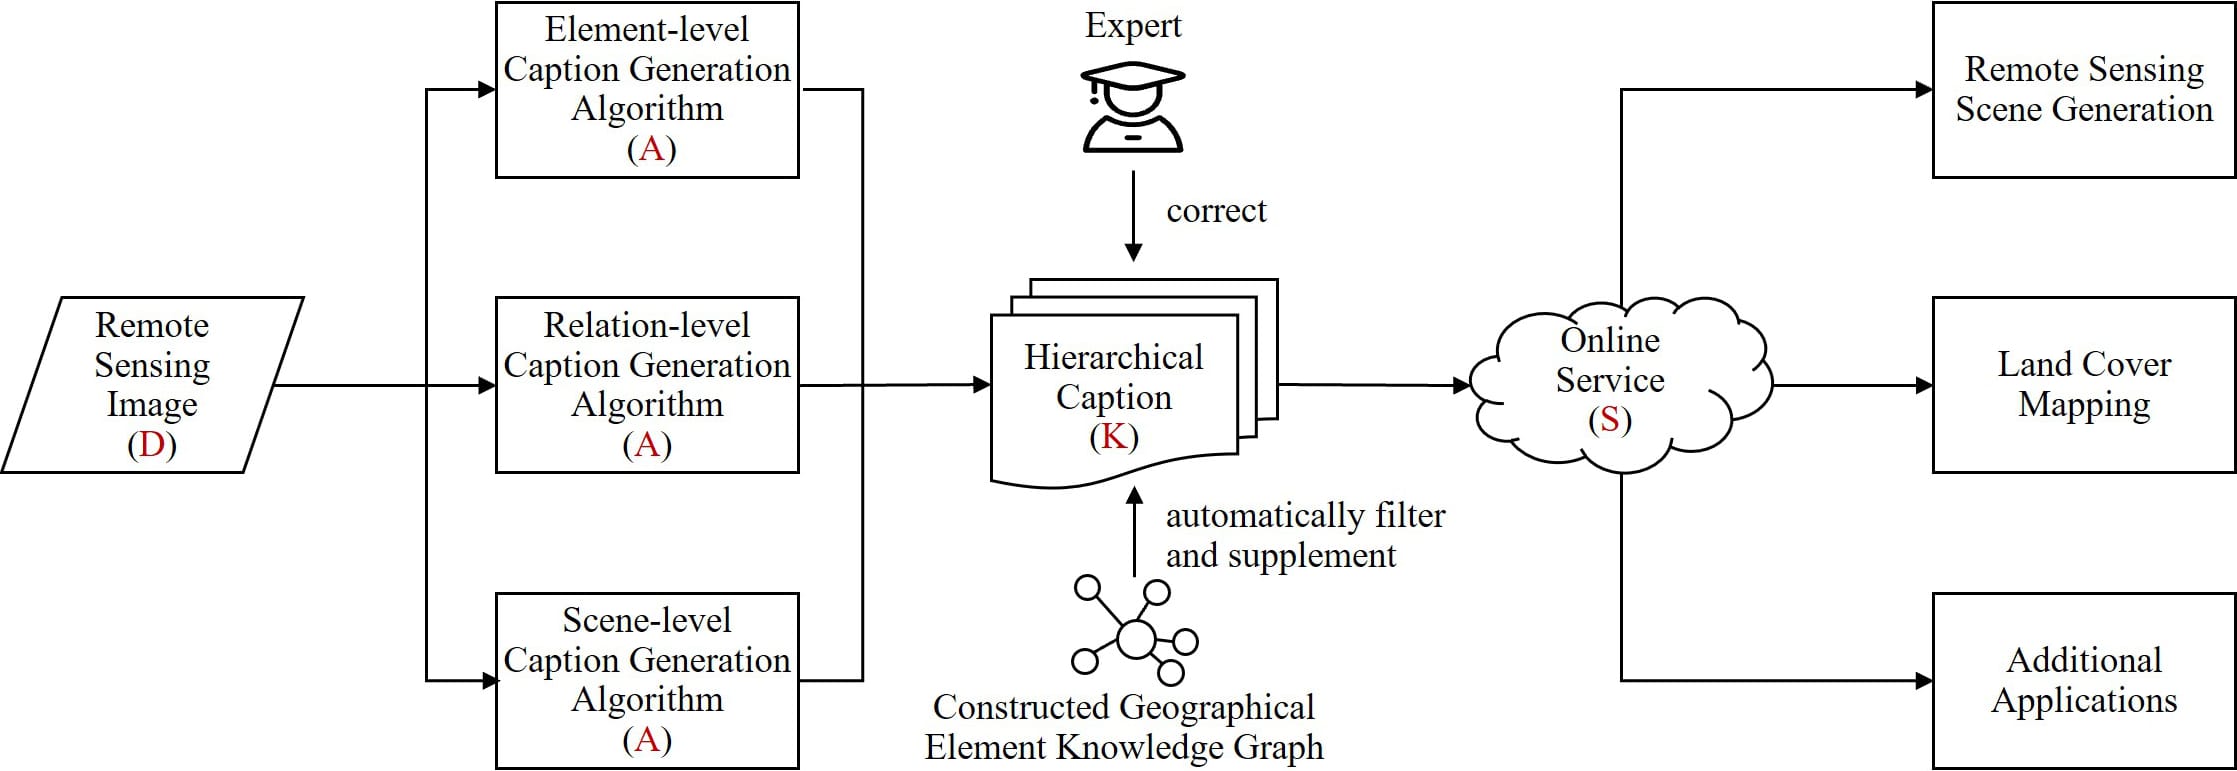 Remote
Sensing
Image
(D)
Element-level
Caption Generation
Algorithm
(A)
Relation-level
Caption Generation
Algorithm
(A)
Scene-level
Caption Generation
Algorithm
(A)
Expert
correct
Hierarchical
Caption
(K)
automatically filter
and supplement
Constructed Geographical
Element Knowledge Graph
Online
Service
(S)
Remote Sensing
Scene Generation
Land Cover
Mapping
Additional
Applications